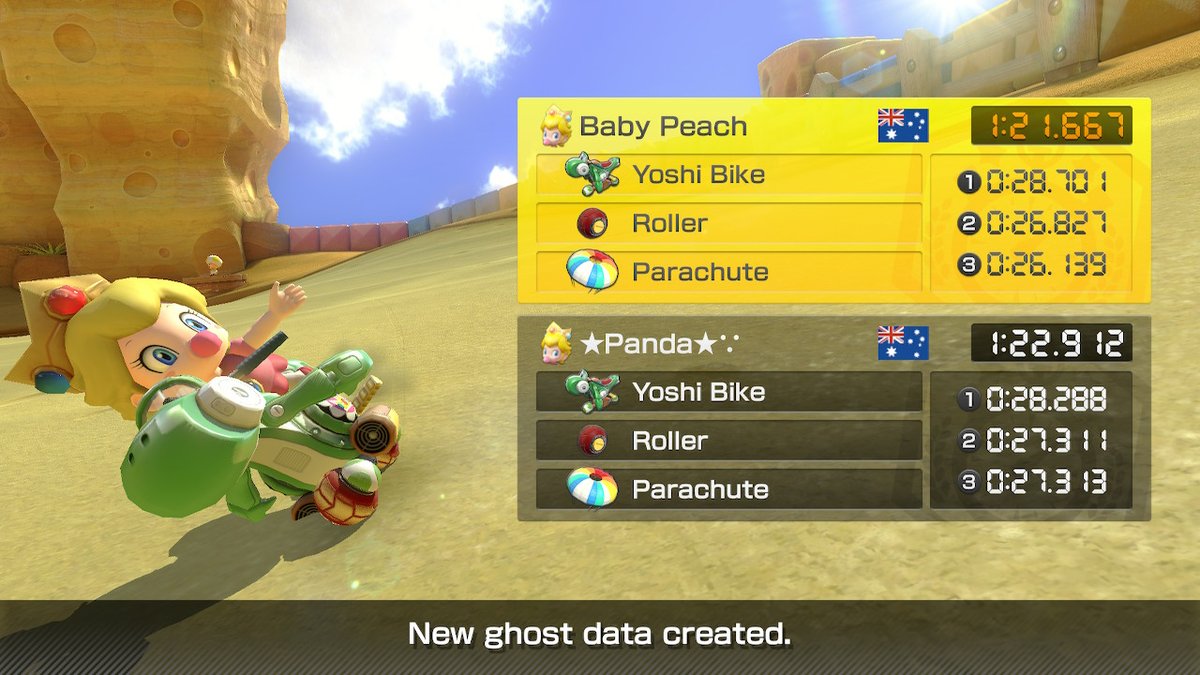 Baby Peach 1:21.667
Yoshi Bike
Roller
Parachute
1 0:28.701
2 0:26.827
3 0:26.139
★Panda★∵ 1:22.912
Yoshi Bike
Roller
Parachute
1 0:28.288
2 0:27.311
3 0:27.313
New ghost data created.